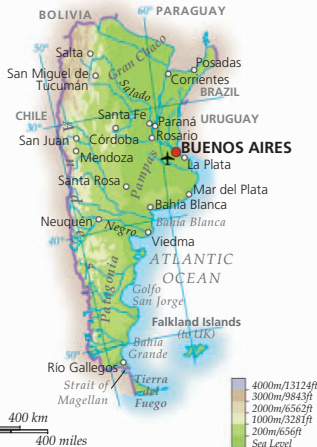 BOLIVIA
60°
PARAGUAY
50°
Salta
Gran Chaco
Posadas
San Miguel de
Tucumán
Corrientes
Salado
BRAZIL
Santa Fe
Paraná
URUGUAY
CHILE
30°
Rosario
San Juan
Córdoba
BUENOS AIRES
Mendoza
La Plata
Andes
Pampas
Santa Rosa
Mar del Plata
Bahía Blanca
Neuquén
Bahía Blanca
Negro
Viedma
40°
ATLANTIC
OCEAN
Patagonia
Golfo
San Jorge
Falkland Islands
(to UK)
Bahía
Grande
50°
Río Gallegos
Strait of
Magellan
Tierra
del
Fuego
400 km
400 miles
4000m/13124ft
3000m/9843ft
2000m/6562ft
1000m/3281ft
200m/656ft
Sea Level